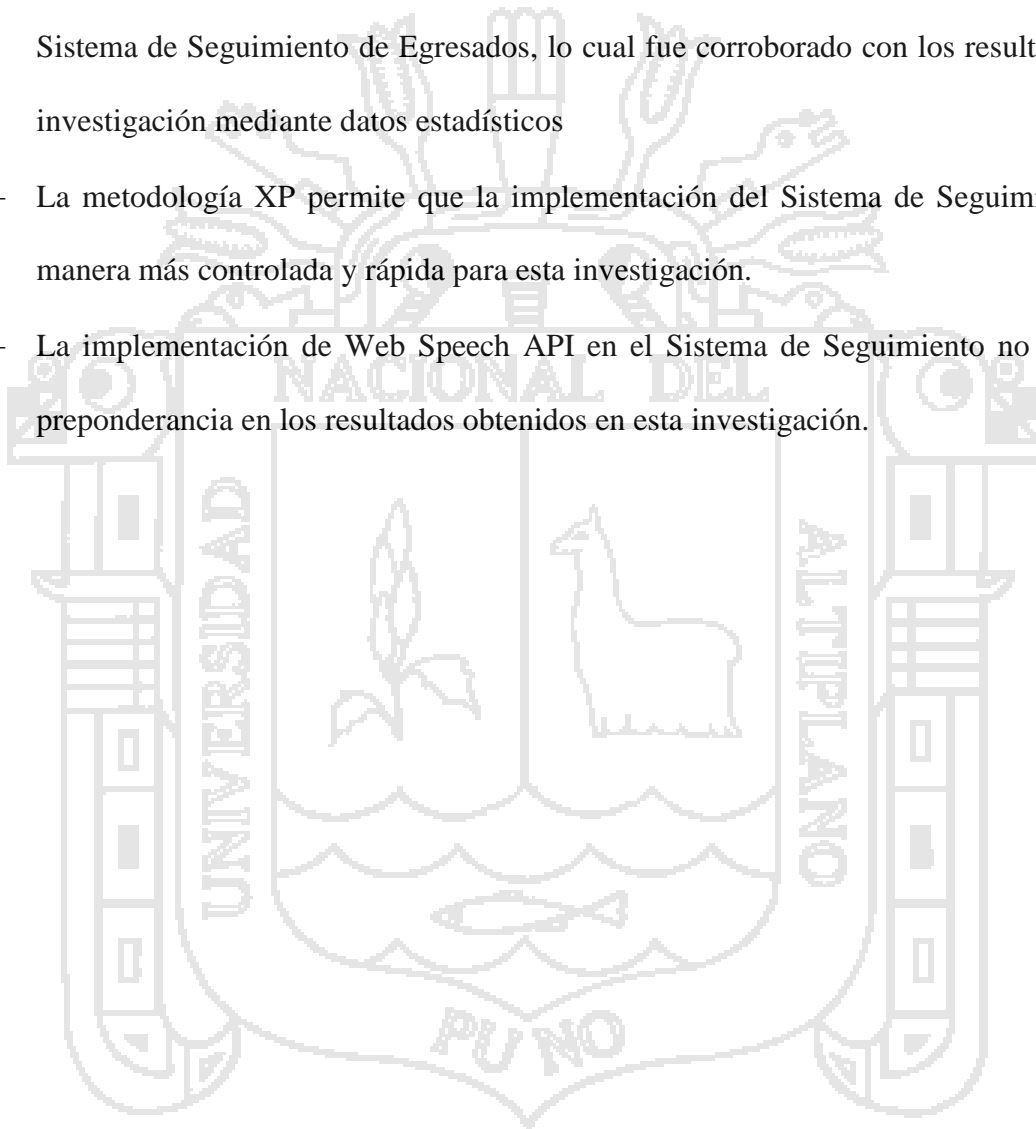 Sistema de Seguimiento de Egresados, lo cual fue corroborado con los result
investigación mediante datos estadísticos
– La metodología XP permite que la implementación del Sistema de Seguim
manera más controlada y rápida para esta investigación.
– La implementación de Web Speech API en el Sistema de Seguimiento no
preponderancia en los resultados obtenidos en esta investigación.
NACIONAL DEL
UNIVERSIDAD
ALTIPLANO
PUNO